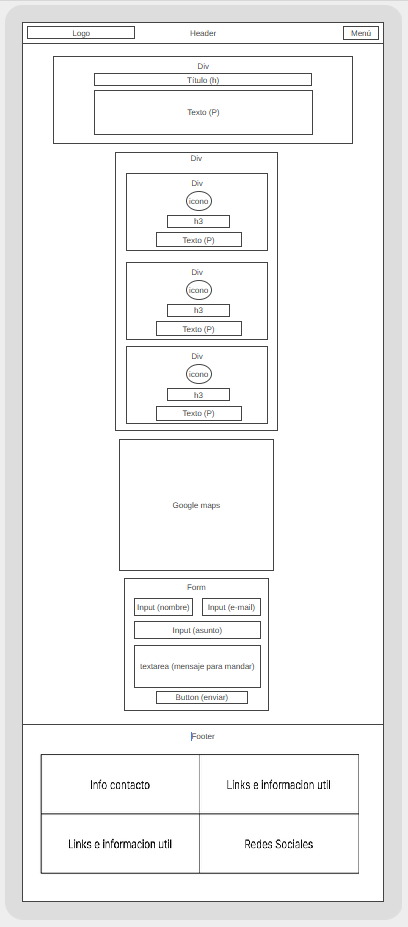 Logo
Header
Menú
Div
Título (h)
Texto (P)
Div
Div
icono
h3
Texto (P)
Div
icono
h3
Texto (P)
Div
icono
h3
Texto (P)
Google maps
Form
Input (nombre)
Input (e-mail)
Input (asunto)
textarea (mensaje para mandar)
Button (enviar)
Footer
Info contacto
Links e informacion util
Links e informacion util
Redes Sociales